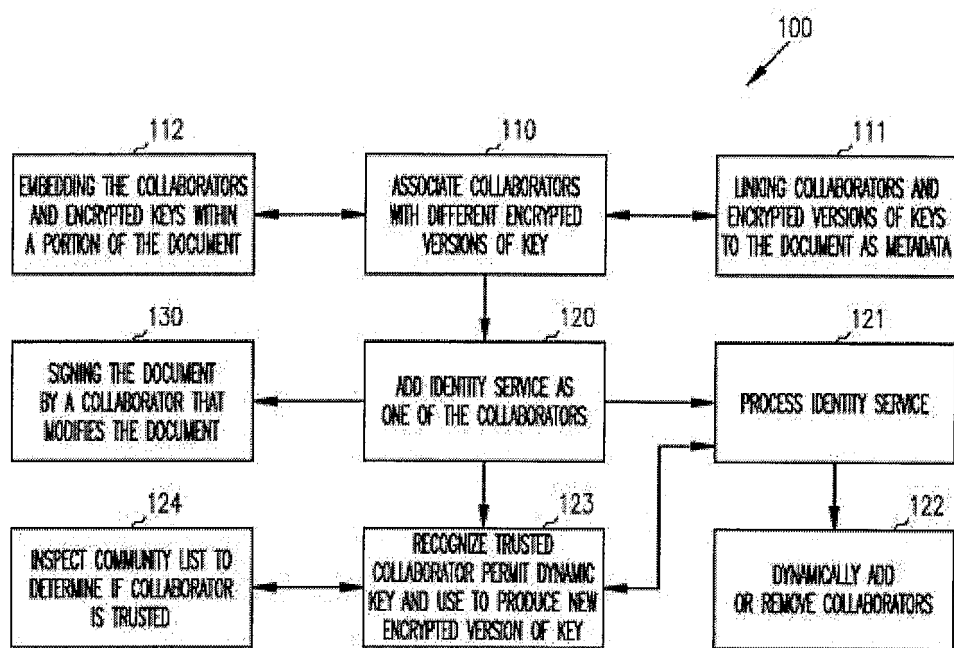 100
112
EMBEDDING THE COLLABORATORS
AND ENCRYPTED KEYS WITHIN
A PORTION OF THE DOCUMENT
110
ASSOCIATE COLLABORATORS
WITH DIFFERENT ENCRYPTED
VERSIONS OF KEY
111
LINKING COLLABORATORS AND
ENCRYPTED VERSIONS OF KEYS
TO THE DOCUMENT AS METADATA
130
SIGNING THE DOCUMENT
BY A COLLABORATOR THAT
MODIFIES THE DOCUMENT
120
ADD IDENTITY SERVICE AS
ONE OF THE COLLABORATORS
121
PROCESS IDENTITY SERVICE
124
INSPECT COMMUNITY LIST TO
DETERMINE IF COLLABORATOR
IS TRUSTED
123
RECOGNIZE TRUSTED
COLLABORATOR PERMIT DYNAMIC
KEY AND USE TO PRODUCE NEW
ENCRYPTED VERSION OF KEY
122
DYNAMICALLY ADD
OR REMOVE COLLABORATORS